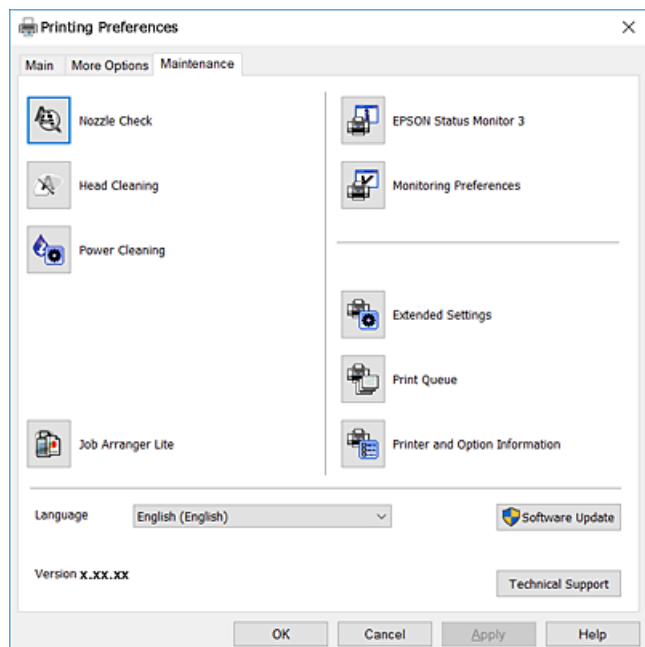 Printing Preferences
Main More Options Maintenance
Nozzle Check
Head Cleaning
Power Cleaning
Job Arranger Lite
EPSON Status Monitor 3
Monitoring Preferences
Extended Settings
Print Queue
Printer and Option Information
Language English (English) Software Update
Version x.xx.xx
Technical Support
OK Cancel Apply Help